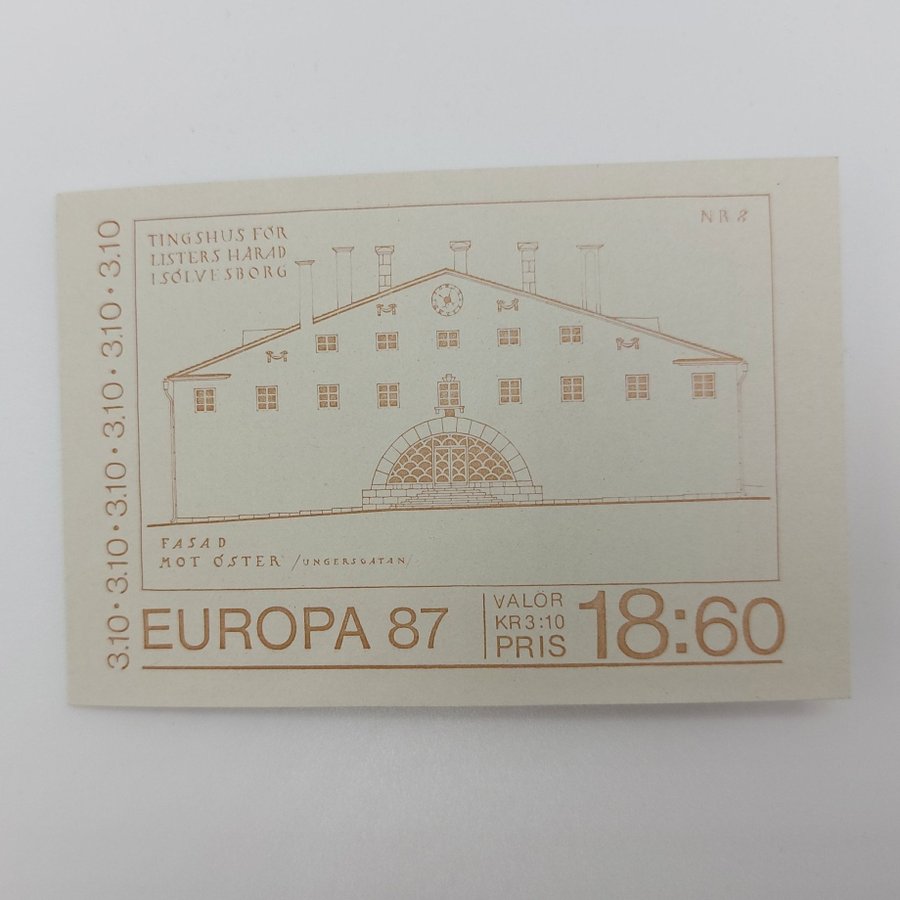 TINGSHUS FÖR
LISTERS HÄRAD
I SÖLVESBORG
NR 8
FASAD
MOT ÖSTER /UNGERSGATAN/
3.10 • 3.10 • 3.10 • 3.10 • 3.10 • 3.10
EUROPA 87
VALÖR
KR 3:10
PRIS
18:60